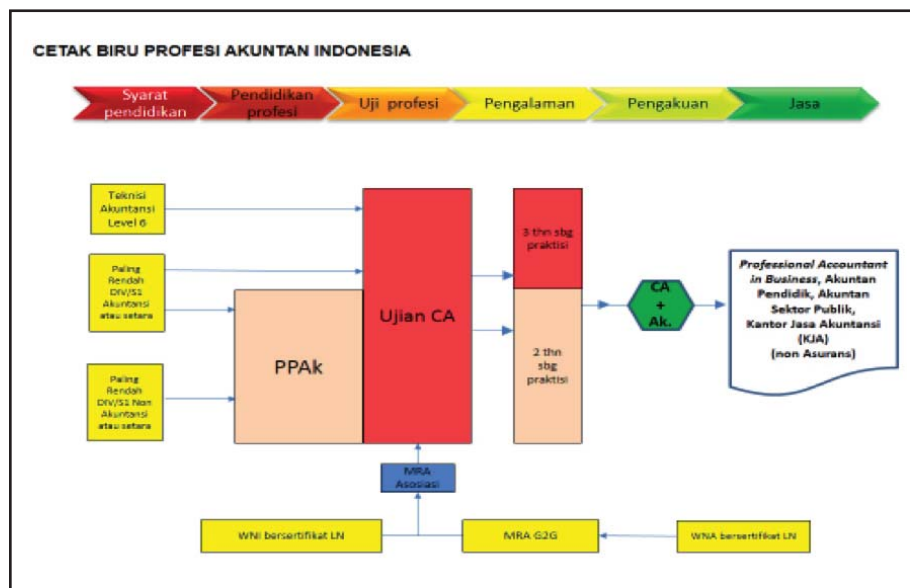 CETAK BIRU PROFESI AKUNTAN INDONESIA
Syarat
pendidikan
Pendidikan
profesi
Uji profesi
Pengalaman
Pengakuan
Jasa
Teknisi
Akuntansi
Level 6
Paling
Rendah
DIV/S1
Akuntansi
atau setara
Paling
Rendah
DIV/S1 Non
Akuntansi
atau setara
PPAk
Ujian CA
3 thn sbg
praktisi
2 thn
sbg
praktisi
CA
+
Ak.
Professional Accountant
in Business, Akuntan
Pendidik, Akuntan
Sektor Publik,
Kantor Jasa Akuntansi
(KJA)
(non Asurans)
MRA
Asosiasi
WNI bersertifikat LN
MRA G2G
WNA bersertifikat LN